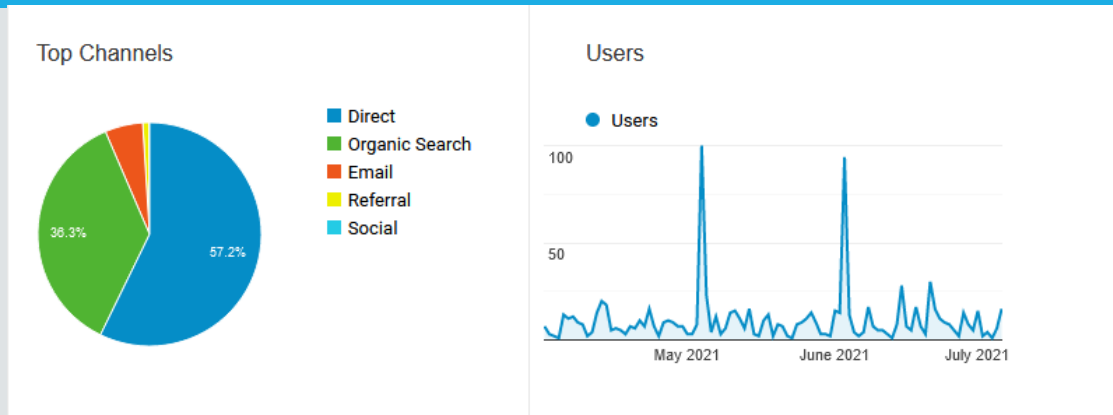 Top Channels
Direct
Organic Search
Email
Referral
Social
36.3%
57.2%
Users
Users
100
50
May 2021
June 2021
July 2021